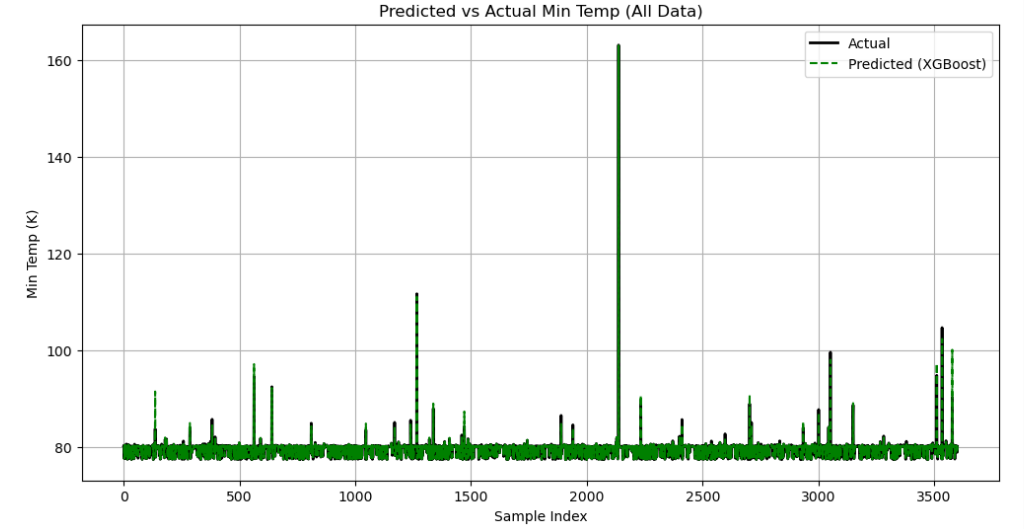 Predicted vs Actual Min Temp (All Data)
Actual
Predicted (XGBoost)
160
140
120
100
80
Min Temp (K)
0 500 1000 1500 2000 2500 3000 3500
Sample Index